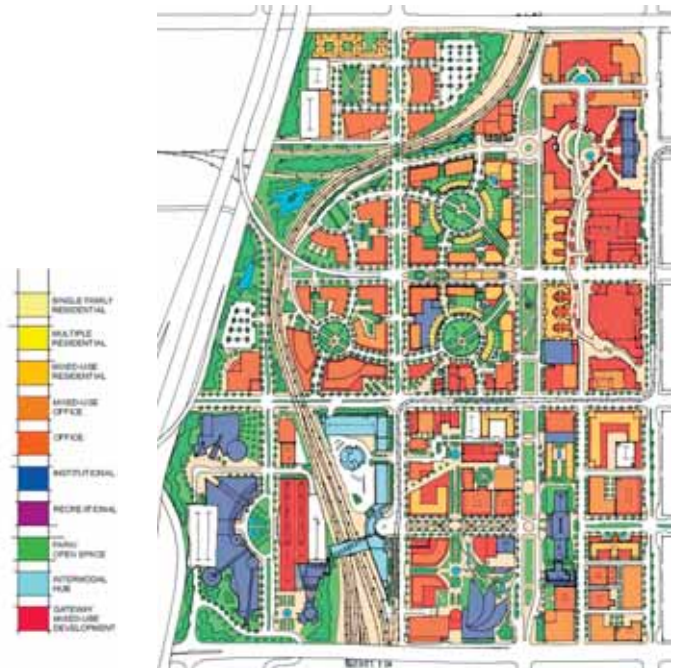 SINGLE FAMILY
RESIDENTIAL
MULTIPLE
RESIDENTIAL
MIXED-USE
RESIDENTIAL
MIXED-USE
OFFICE
OFFICE
INSTITUTIONAL
RECREATIONAL
PARK/
OPEN SPACE
INTERMODAL
HUB
GATEWAY
MIXED-USE
DEVELOPMENT